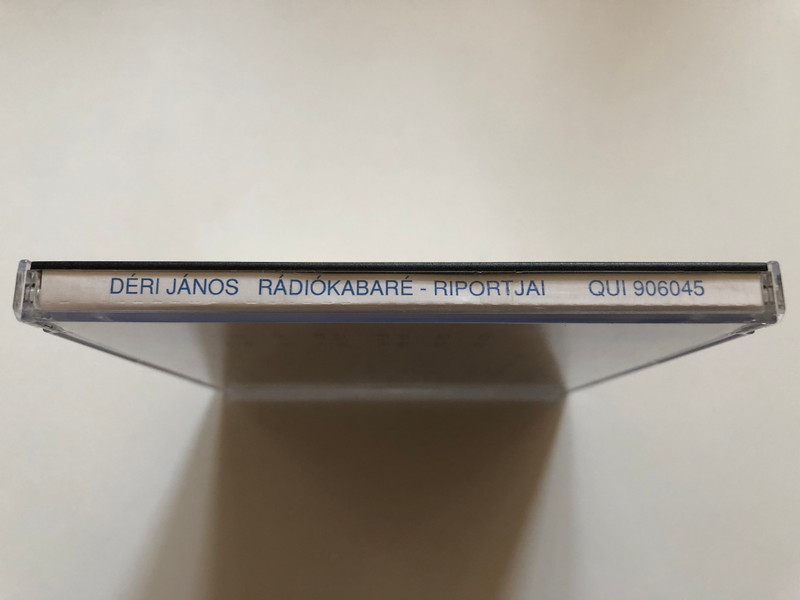 DÉRI JÁNOS RÁDIÓKABARÉ - RIPORTJAI QUI 906045